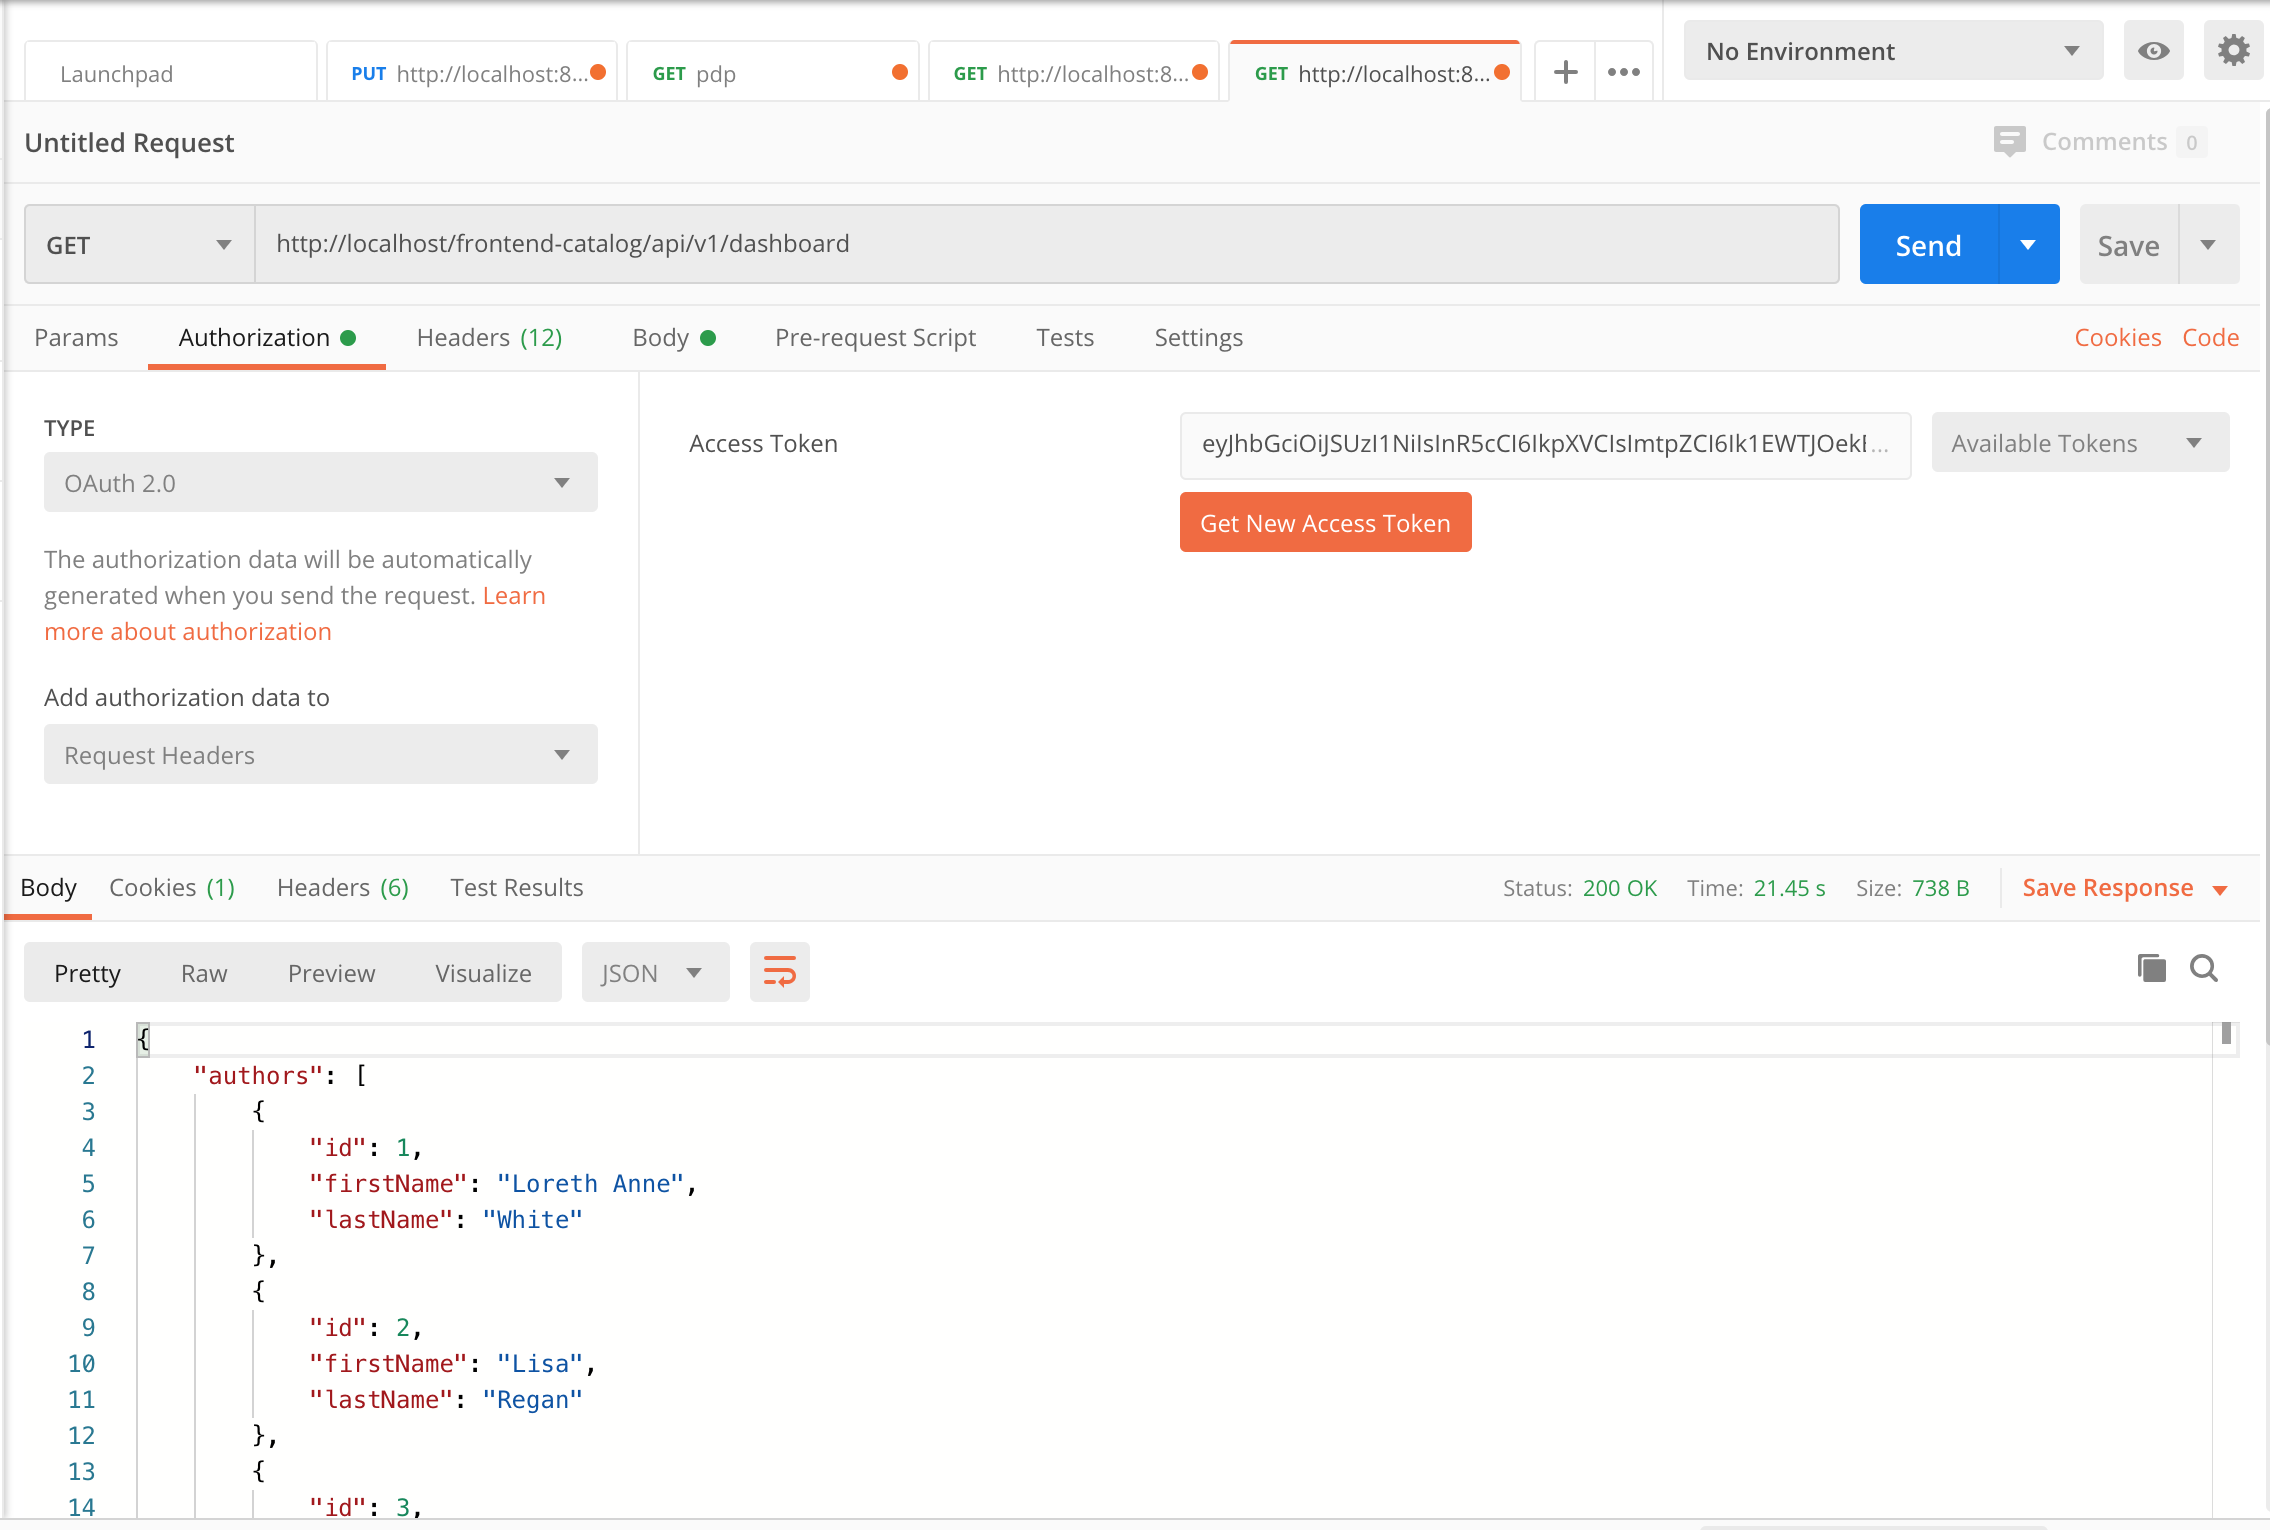 Launchpad
PUT http://localhost:8...
GET pdp
GET http://localhost:8...
GET http://localhost:8...
No Environment
Untitled Request
Comments 0
GET
http://localhost/frontend-catalog/api/v1/dashboard
Send
Save
Params
Authorization
Headers (12)
Body
Pre-request Script
Tests
Settings
Cookies
Code
TYPE
OAuth 2.0
The authorization data will be automatically
generated when you send the request. Learn
more about authorization
Add authorization data to
Request Headers
Access Token
eyJhbGciOiJSUzI1NiIsInR5cCI6IkpXVCIsImtpZCI6Ik1EWTJOekF...
Available Tokens
Get New Access Token
Body
Cookies (1)
Headers (6)
Test Results
Status: 200 OK
Time: 21.45 s
Size: 738 B
Save Response
Pretty
Raw
Preview
Visualize
JSON
1 {
2 "authors": [
3 {
4 "id": 1,
5 "firstName": "Loreth Anne",
6 "lastName": "White"
7 },
8 {
9 "id": 2,
10 "firstName": "Lisa",
11 "lastName": "Regan"
12 },
13 {
14 "id": 3,